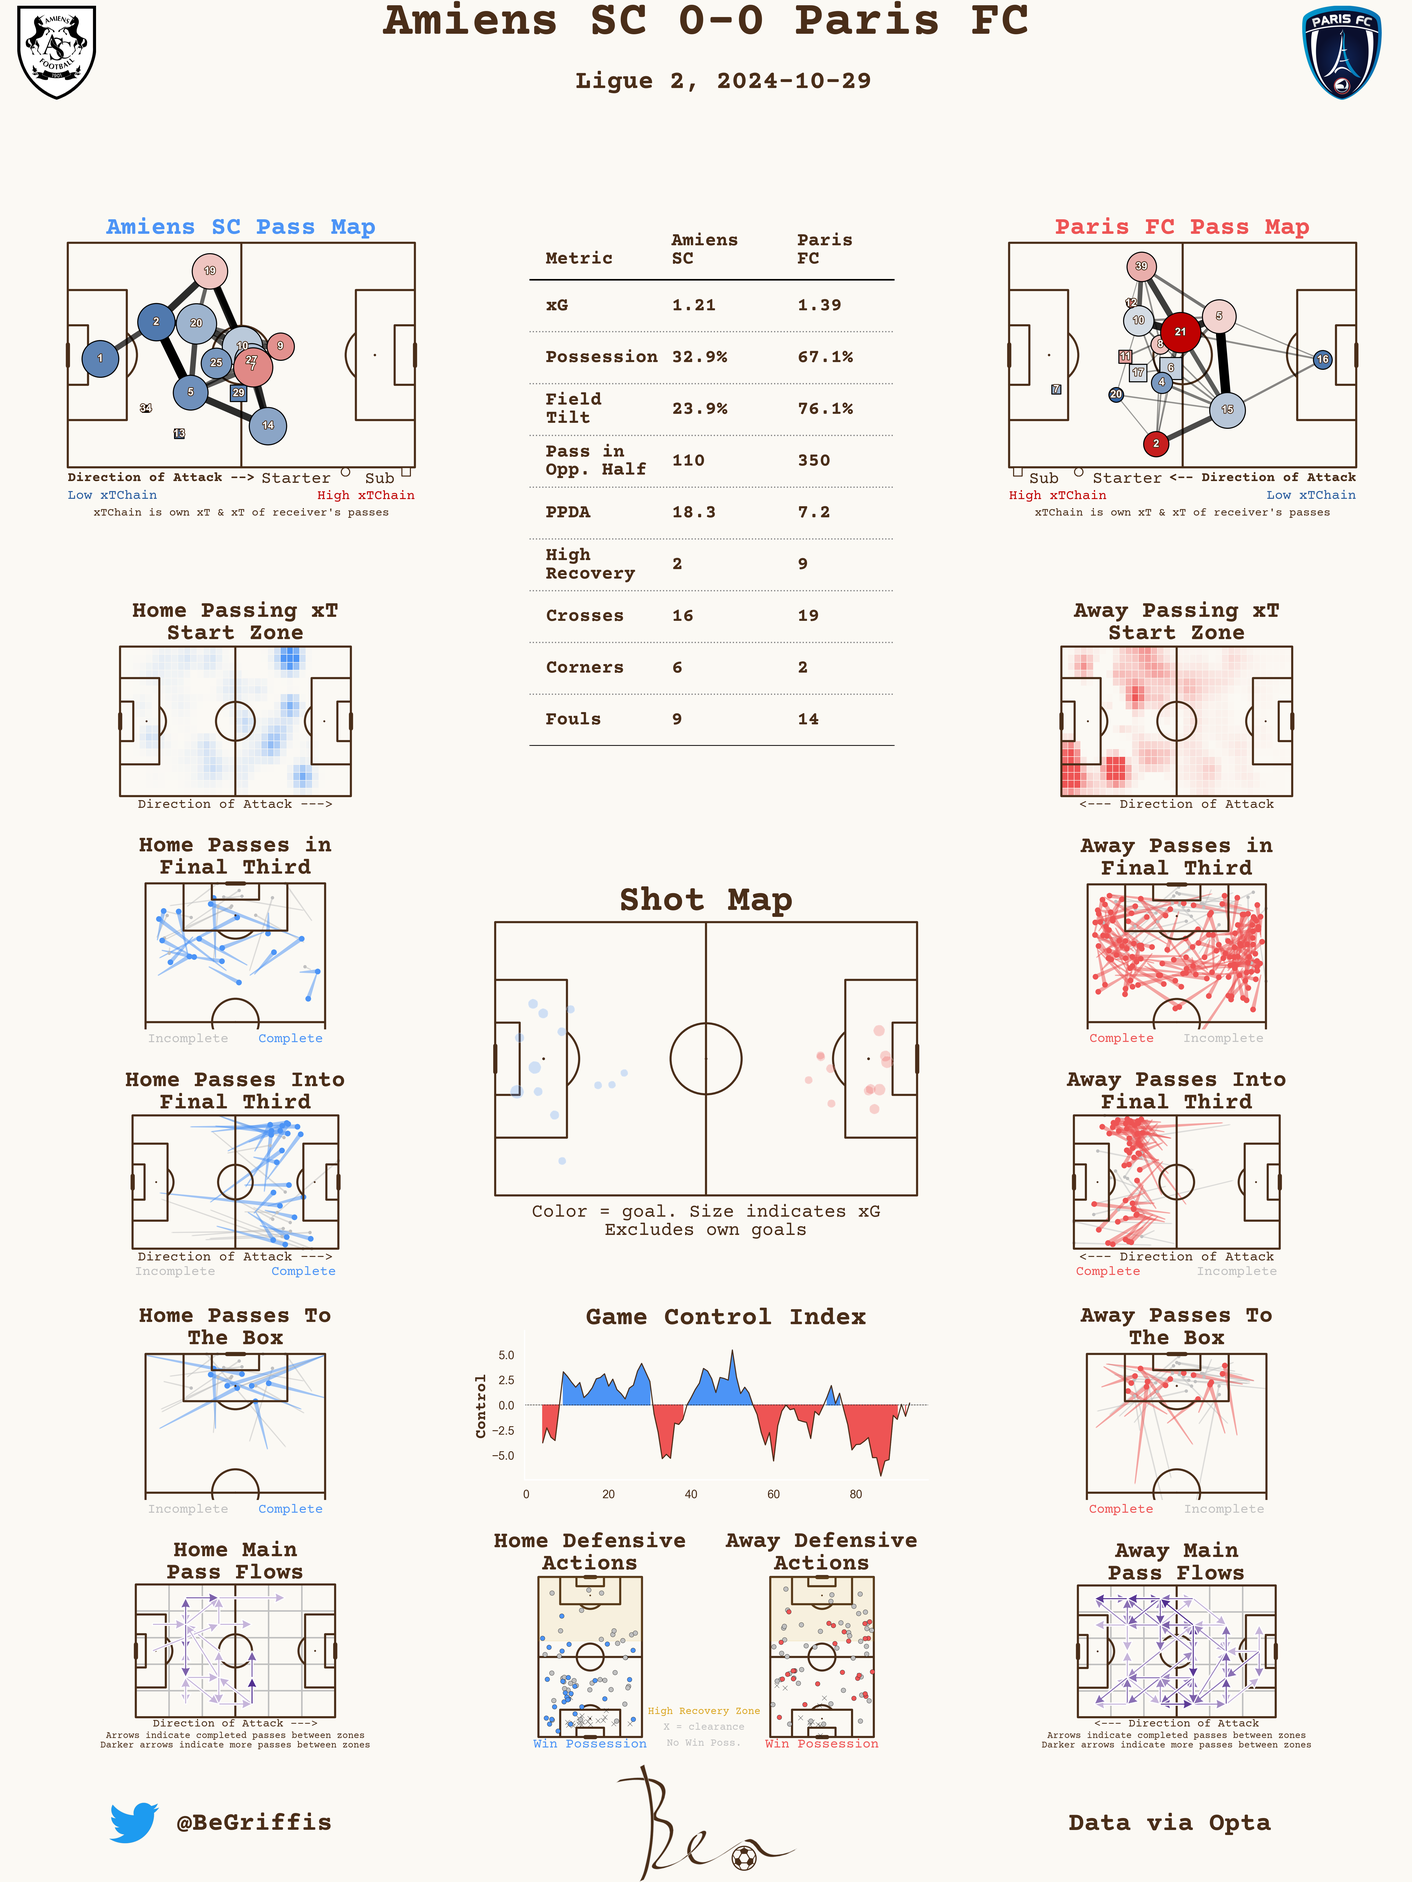 Amiens SC 0-0 Paris FC
Ligue 2, 2024-10-29
AMIENS
ASC
FOOTBALL
1901
PARIS FC
Amiens SC Pass Map
19
2
20
1
10
9
25
27
7
5
29
34
13
14
Direction of Attack --> Starter Sub
Low xTChain High xTChain
xTChain is own xT & xT of receiver's passes
Metric Amiens SC Paris FC
xG 1.21 1.39
Possession 32.9% 67.1%
Field Tilt 23.9% 76.1%
Pass in Opp. Half 110 350
PPDA 18.3 7.2
High Recovery 2 9
Crosses 16 19
Corners 6 2
Fouls 9 14
Paris FC Pass Map
39
12
10
5
21
8
11
16
17
6
4
7
20
15
2
Sub Starter <-- Direction of Attack
High xTChain Low xTChain
xTChain is own xT & xT of receiver's passes
Home Passing xT
Start Zone
Direction of Attack --->
Away Passing xT
Start Zone
<--- Direction of Attack
Home Passes in
Final Third
Incomplete Complete
Away Passes in
Final Third
Complete Incomplete
Shot Map
Color = goal. Size indicates xG
Excludes own goals
Home Passes Into
Final Third
Direction of Attack --->
Incomplete Complete
Away Passes Into
Final Third
<--- Direction of Attack
Complete Incomplete
Home Passes To
The Box
Incomplete Complete
Game Control Index
Control
5.0
2.5
0.0
−2.5
−5.0
0 20 40 60 80
Away Passes To
The Box
Complete Incomplete
Home Main
Pass Flows
Direction of Attack --->
Arrows indicate completed passes between zones
Darker arrows indicate more passes between zones
Home Defensive
Actions
Win Possession
Away Defensive
Actions
Win Possession
High Recovery Zone
X = clearance
No Win Poss.
Away Main
Pass Flows
<--- Direction of Attack
Arrows indicate completed passes between zones
Darker arrows indicate more passes between zones
@BeGriffis
Ben
Data via Opta